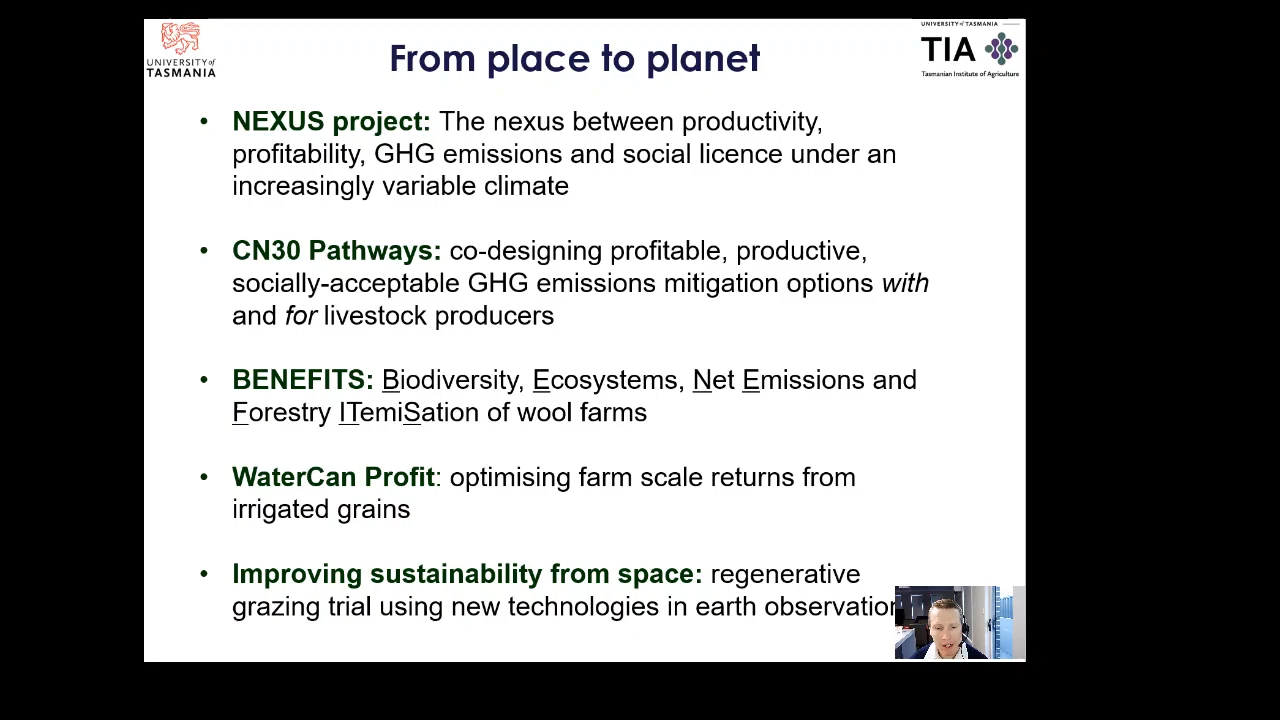 UNIVERSITY of
TASMANIA
From place to planet
UNIVERSITY of TASMANIA
TIA
Tasmanian Institute of Agriculture
• NEXUS project: The nexus between productivity,
profitability, GHG emissions and social licence under an
increasingly variable climate
• CN30 Pathways: co-designing profitable, productive,
socially-acceptable GHG emissions mitigation options with
and for livestock producers
• BENEFITS: Biodiversity, Ecosystems, Net Emissions and
Forestry ITemiSation of wool farms
• WaterCan Profit: optimising farm scale returns from
irrigated grains
• Improving sustainability from space: regenerative
grazing trial using new technologies in earth observation